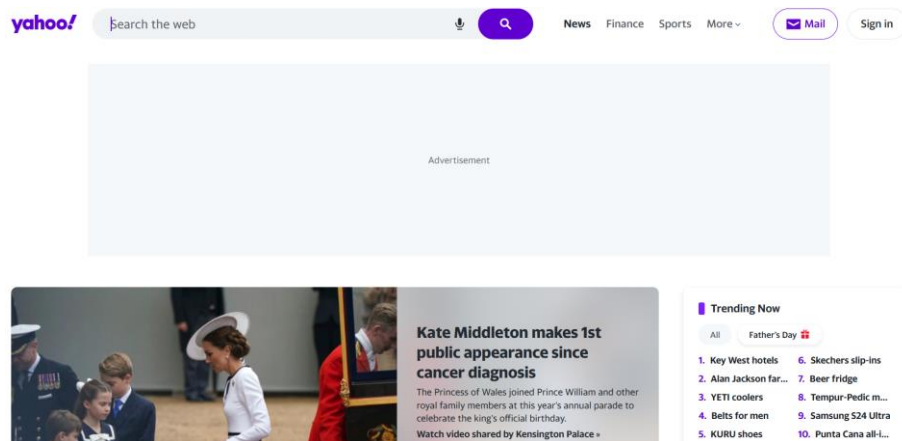 yahoo!
Search the web
News Finance Sports More
Mail
Sign in
Advertisement
Kate Middleton makes 1st
public appearance since
cancer diagnosis
The Princess of Wales joined Prince William and other
royal family members at this year's annual parade to
celebrate the king's official birthday.
Watch video shared by Kensington Palace »
Trending Now
All Father's Day
1. Key West hotels
2. Alan Jackson far...
3. YETI coolers
4. Belts for men
5. KURU shoes
6. Skechers slip-ins
7. Beer fridge
8. Tempur-Pedic m...
9. Samsung S24 Ultra
10. Punta Cana all-i...